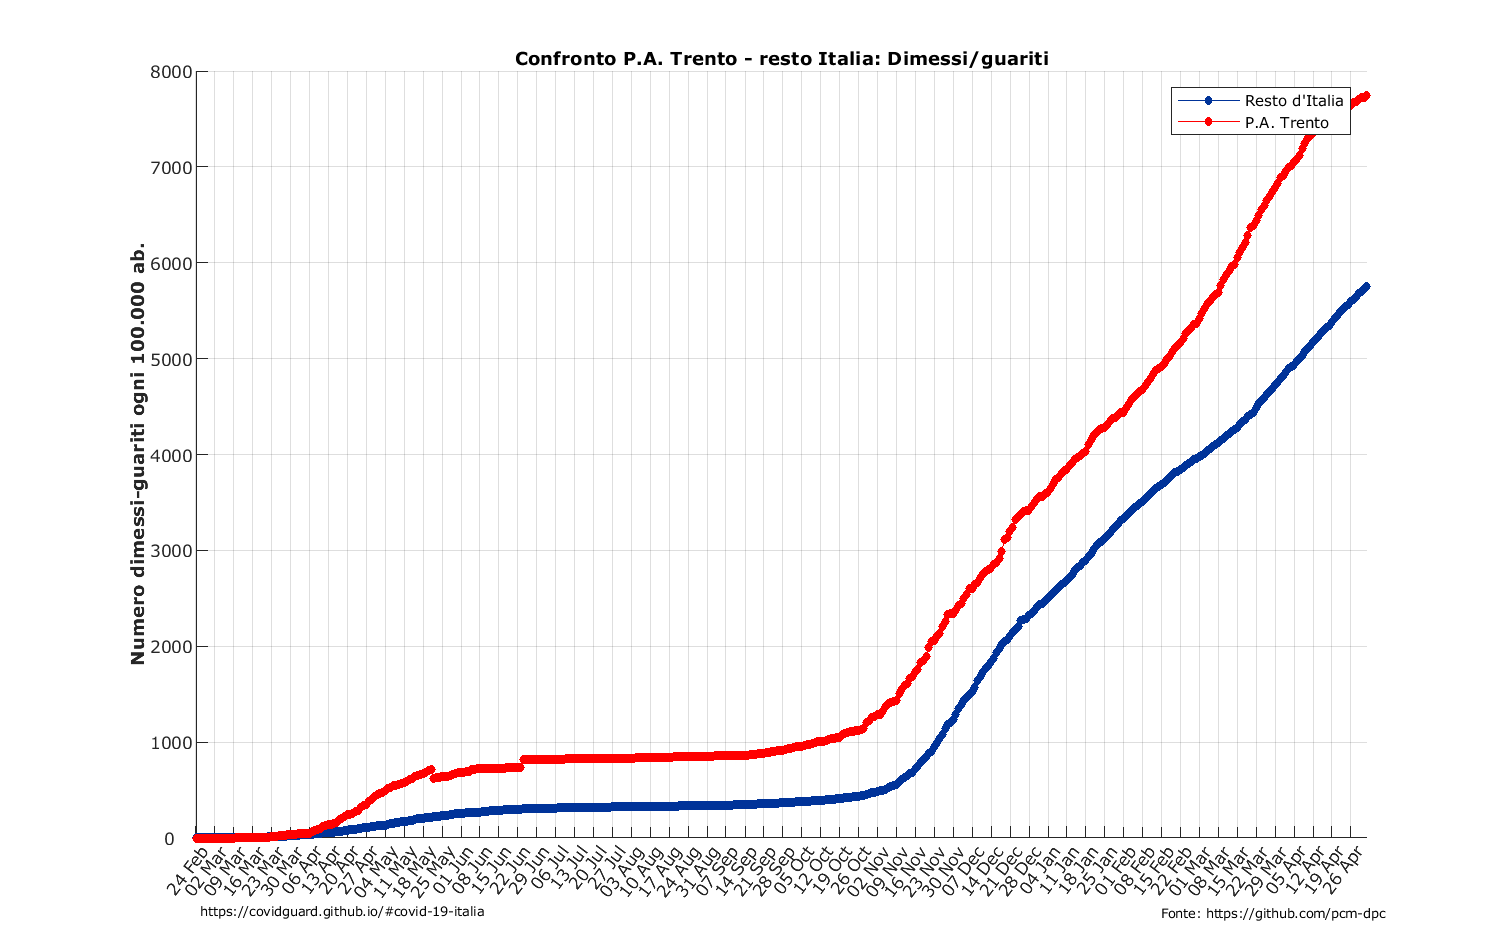 Confronto P.A. Trento - resto Italia: Dimessi/guariti
Numero dimessi-guariti ogni 100.000 ab.
8000
7000
6000
5000
4000
3000
2000
1000
0
Resto d'Italia
P.A. Trento
24 Feb
02 Mar
09 Mar
16 Mar
23 Mar
30 Mar
06 Apr
13 Apr
20 Apr
27 Apr
04 May
11 May
18 May
25 May
01 Jun
08 Jun
15 Jun
22 Jun
29 Jun
06 Jul
13 Jul
20 Jul
27 Jul
03 Aug
10 Aug
17 Aug
24 Aug
31 Aug
07 Sep
14 Sep
21 Sep
28 Sep
05 Oct
12 Oct
19 Oct
26 Oct
02 Nov
09 Nov
16 Nov
23 Nov
30 Nov
07 Dec
14 Dec
21 Dec
28 Dec
04 Jan
11 Jan
18 Jan
25 Jan
01 Feb
08 Feb
15 Feb
22 Feb
01 Mar
08 Mar
15 Mar
22 Mar
29 Mar
05 Apr
12 Apr
19 Apr
26 Apr
https://covidguard.github.io/#covid-19-italia
Fonte: https://github.com/pcm-dpc